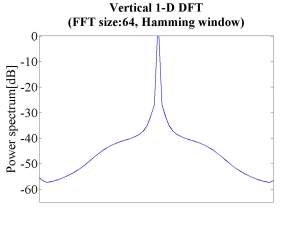 Vertical 1-D DFT
(FFT size:64, Hamming window)
Power spectrum[dB]
0
-10
-20
-30
-40
-50
-60